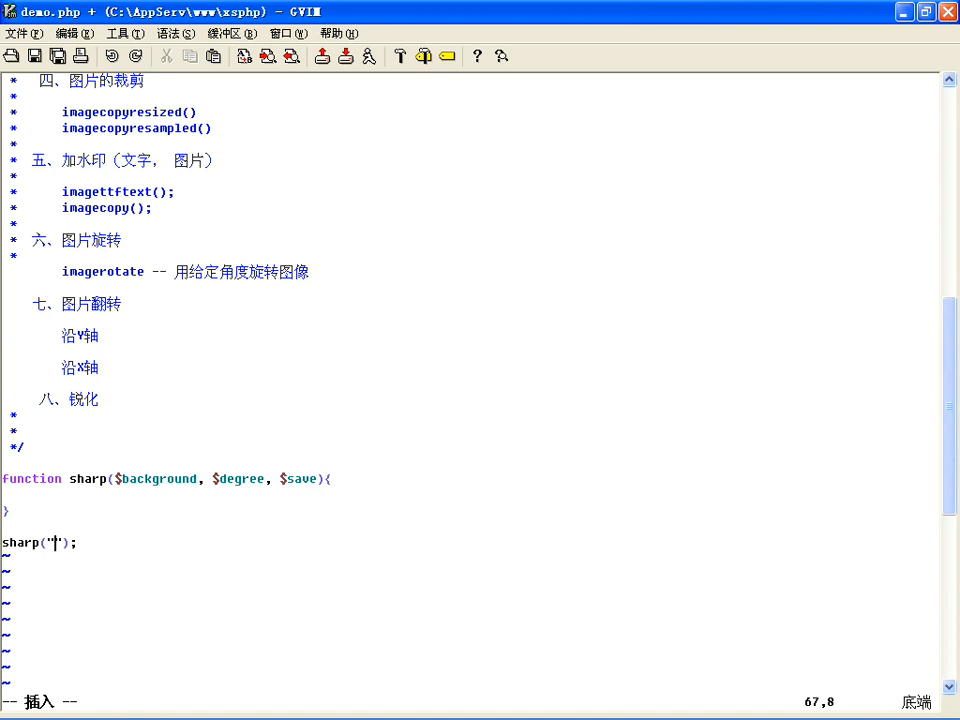 demo.php + (C:\AppServ\www\xsphp) - GVIM
文件(F) 编辑(E) 工具(T) 语法(S) 缓冲区(B) 窗口(W) 帮助(H)
* 四、图片的裁剪
*
* imagecopyresized()
* imagecopyresampled()
*
* 五、加水印（文字， 图片）
*
* imagettftext();
* imagecopy();
*
* 六、图片旋转
*
imagerotate -- 用给定角度旋转图像
七、图片翻转
沿Y轴
沿X轴
八、锐化
*
*
*/
function sharp($background, $degree, $save){
}
sharp("");
~
~
~
~
~
~
~
~
~
-- 插入 -- 67,8 底端